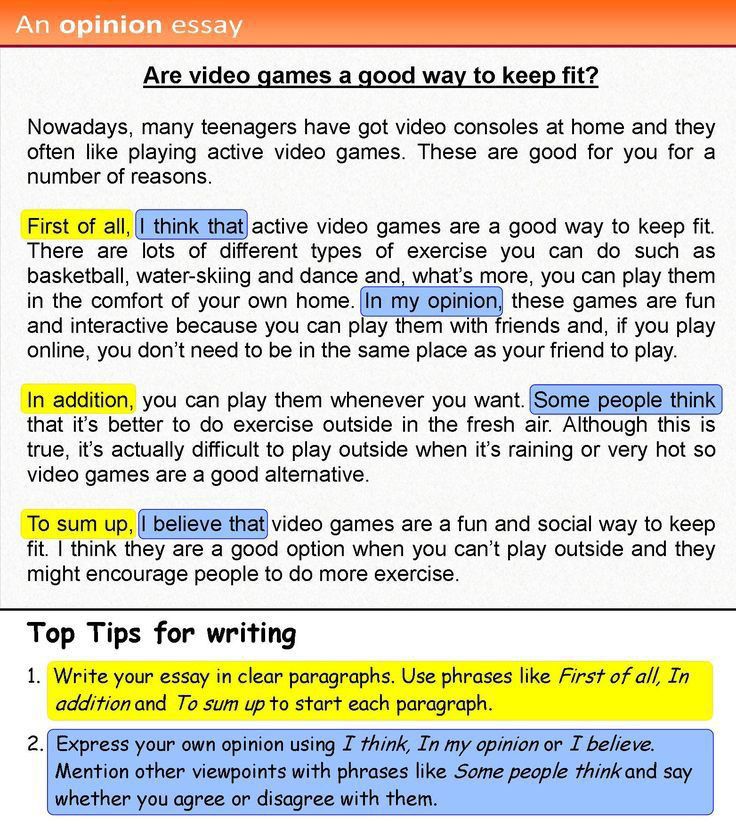 An opinion essay
Are video games a good way to keep fit?
Nowadays, many teenagers have got video consoles at home and they
often like playing active video games. These are good for you for a
number of reasons.
First of all, I think that active video games are a good way to keep fit.
There are lots of different types of exercise you can do such as
basketball, water-skiing and dance and, what's more, you can play them
in the comfort of your own home. In my opinion, these games are fun
and interactive because you can play them with friends and, if you play
online, you don't need to be in the same place as your friend to play.
In addition, you can play them whenever you want. Some people think
that it's better to do exercise outside in the fresh air. Although this is
true, it's actually difficult to play outside when it's raining or very hot so
video games are a good alternative.
To sum up, I believe that video games are a fun and social way to keep
fit. I think they are a good option when you can't play outside and they
might encourage people to do more exercise.
Top Tips for writing
1. Write your essay in clear paragraphs. Use phrases like First of all, In
addition and To sum up to start each paragraph.
2. Express your own opinion using I think, In my opinion or I believe.
Mention other viewpoints with phrases like Some people think and say
whether you agree or disagree with them.